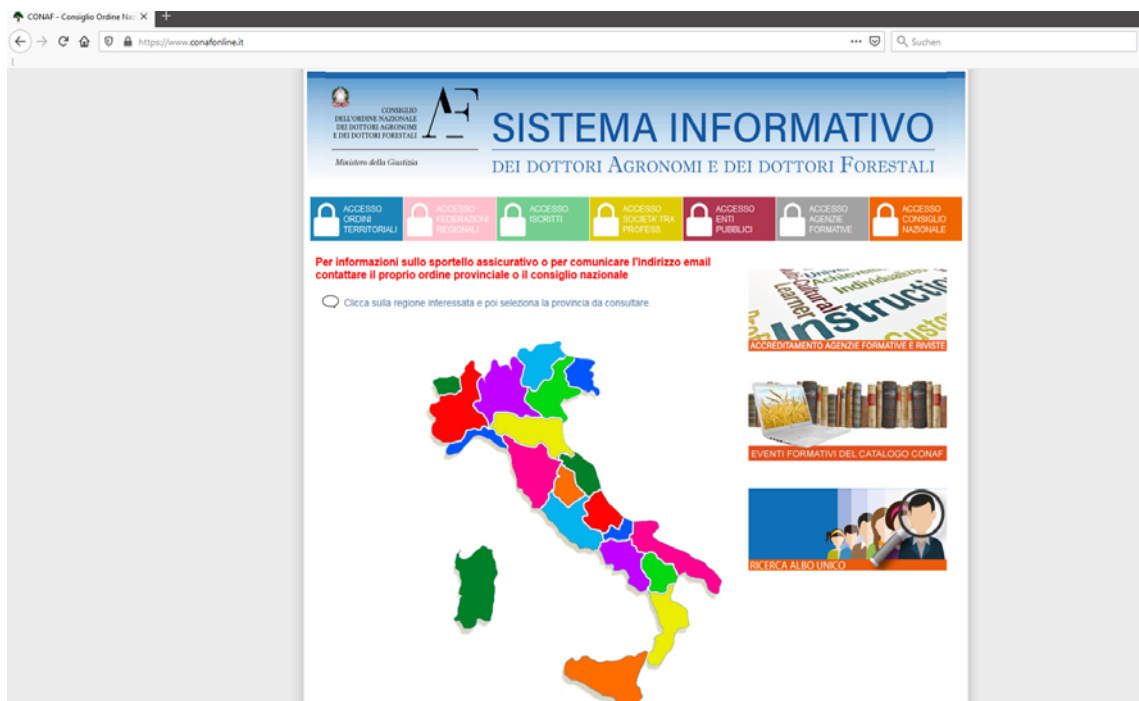 CONAF - Consiglio Ordine Naz
https://www.conafonline.it
Suchen
CONSIGLIO
DELL'ORDINE NAZIONALE
DEI DOTTORI AGRONOMI
E DEI DOTTORI FORESTALI
Ministero della Giustizia
AF
SISTEMA INFORMATIVO
DEI DOTTORI AGRONOMI E DEI DOTTORI FORESTALI
ACCESSO
ORDINI
TERRITORIALI
ACCESSO
FEDERAZIONI
REGIONALI
ACCESSO
ISCRITTI
ACCESSO
SOCIETA' TRA
PROFESS.
ACCESSO
ENTI
PUBBLICI
ACCESSO
AGENZIE
FORMATIVE
ACCESSO
CONSIGLIO
NAZIONALE
Per informazioni sullo sportello assicurativo o per comunicare l'indirizzo email
contattare il proprio ordine provinciale o il consiglio nazionale
Clicca sulla regione interessata e poi seleziona la provincia da consultare.
Learner
Instructio
ACCREDITAMENTO AGENZIE FORMATIVE E RIVISTE
EVENTI FORMATIVI DEL CATALOGO CONAF
RICERCA ALBO UNICO